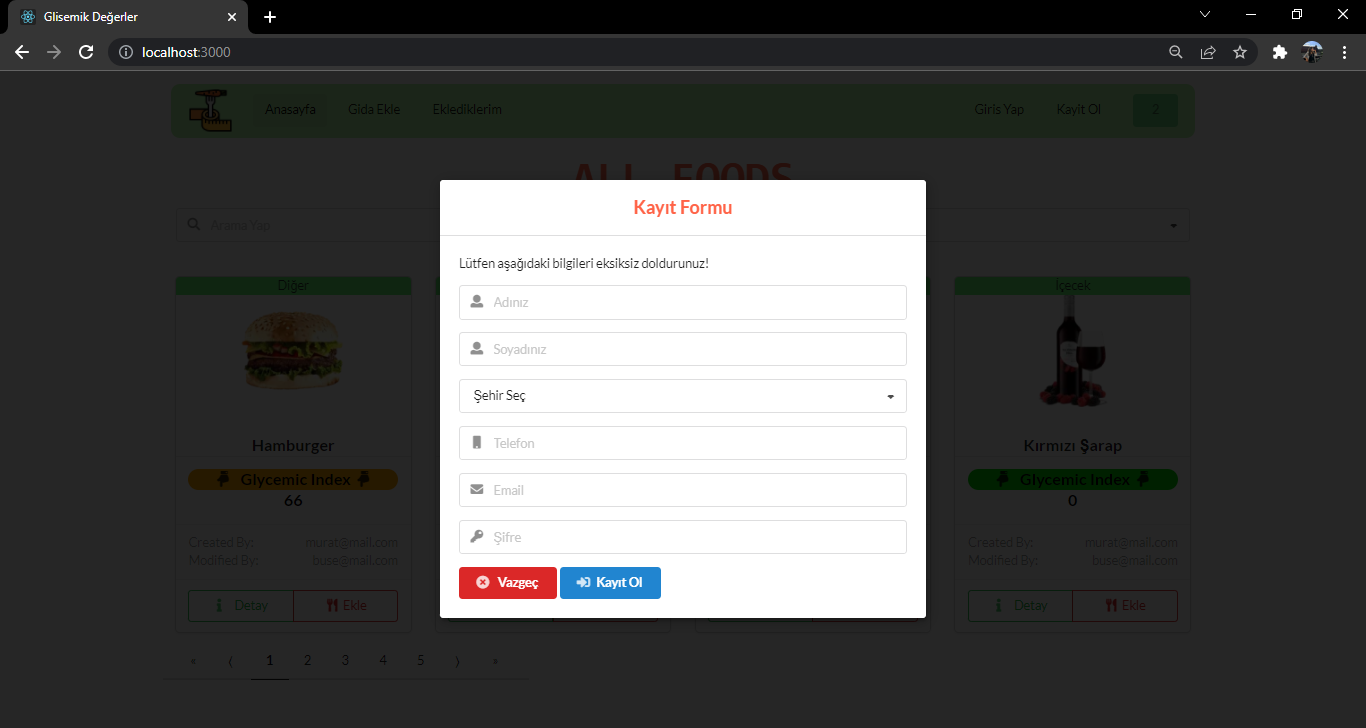 Glisemik Değerler
localhost:3000
Anasayfa Gida Ekle Eklediklerim Giris Yap Kayit Ol 2
ALL FOODS
Kayıt Formu
Arama Yap
Lütfen aşağıdaki bilgileri eksiksiz doldurunuz!
Adınız
Soyadınız
Şehir Seç
Telefon
Email
Şifre
Vazgeç Kayıt Ol
Diğer
Hamburger
Glycemic Index
66
Created By: murat@mail.com
Modified By: buse@mail.com
Detay Ekle
İçecek
Kırmızı Şarap
Glycemic Index
0
Created By: murat@mail.com
Modified By: buse@mail.com
Detay Ekle
« ⟨ 1 2 3 4 5 ⟩ »